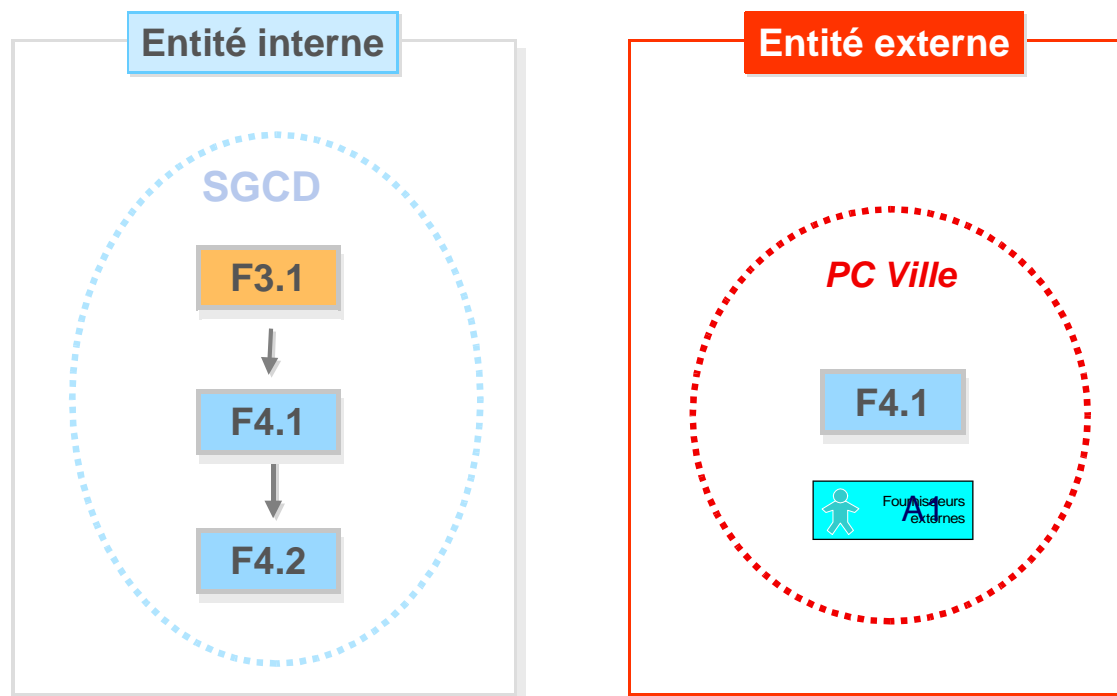 Entité interne
SGCD
F3.1
F4.1
F4.2
Entité externe
PC Ville
F4.1
Fournisseurs
externes
A1